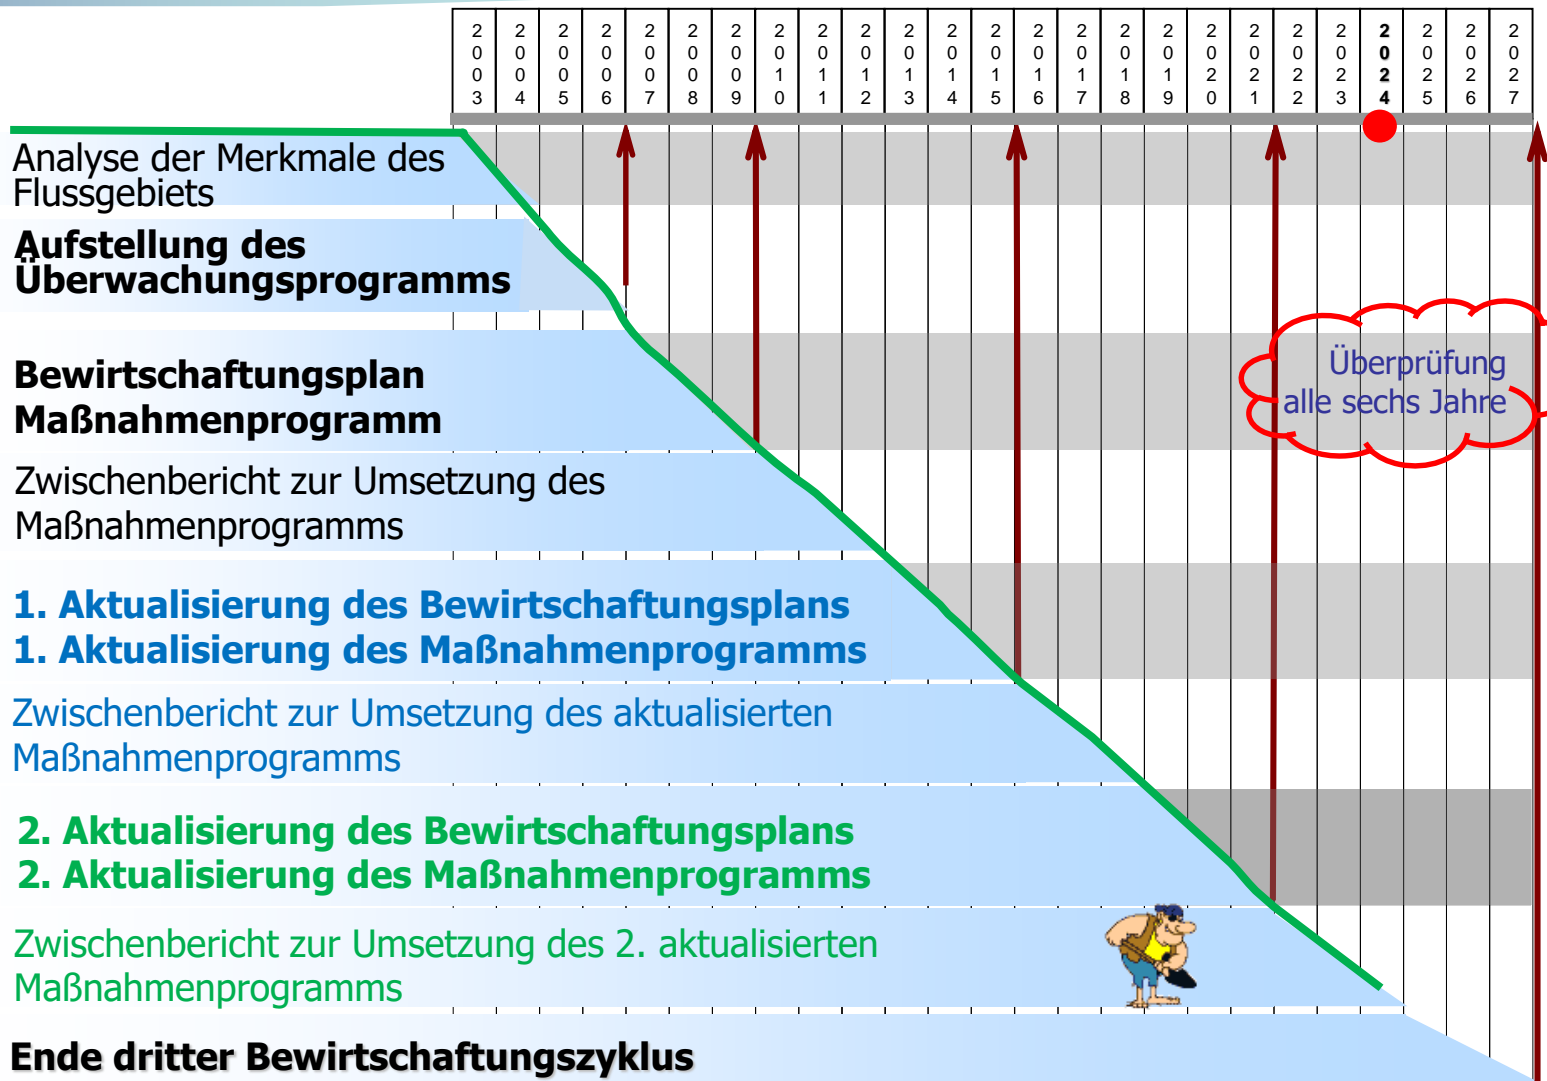 2003 2004 2005 2006 2007 2008 2009 2010 2011 2012 2013 2014 2015 2016 2017 2018 2019 2020 2021 2022 2023 2024 2025 2026 2027
Analyse der Merkmale des
Flussgebiets
Aufstellung des
Überwachungsprogramms
Bewirtschaftungsplan
Maßnahmenprogramm
Überprüfung
alle sechs Jahre
Zwischenbericht zur Umsetzung des
Maßnahmenprogramms
1. Aktualisierung des Bewirtschaftungsplans
1. Aktualisierung des Maßnahmenprogramms
Zwischenbericht zur Umsetzung des aktualisierten
Maßnahmenprogramms
2. Aktualisierung des Bewirtschaftungsplans
2. Aktualisierung des Maßnahmenprogramms
Zwischenbericht zur Umsetzung des 2. aktualisierten
Maßnahmenprogramms
Ende dritter Bewirtschaftungszyklus